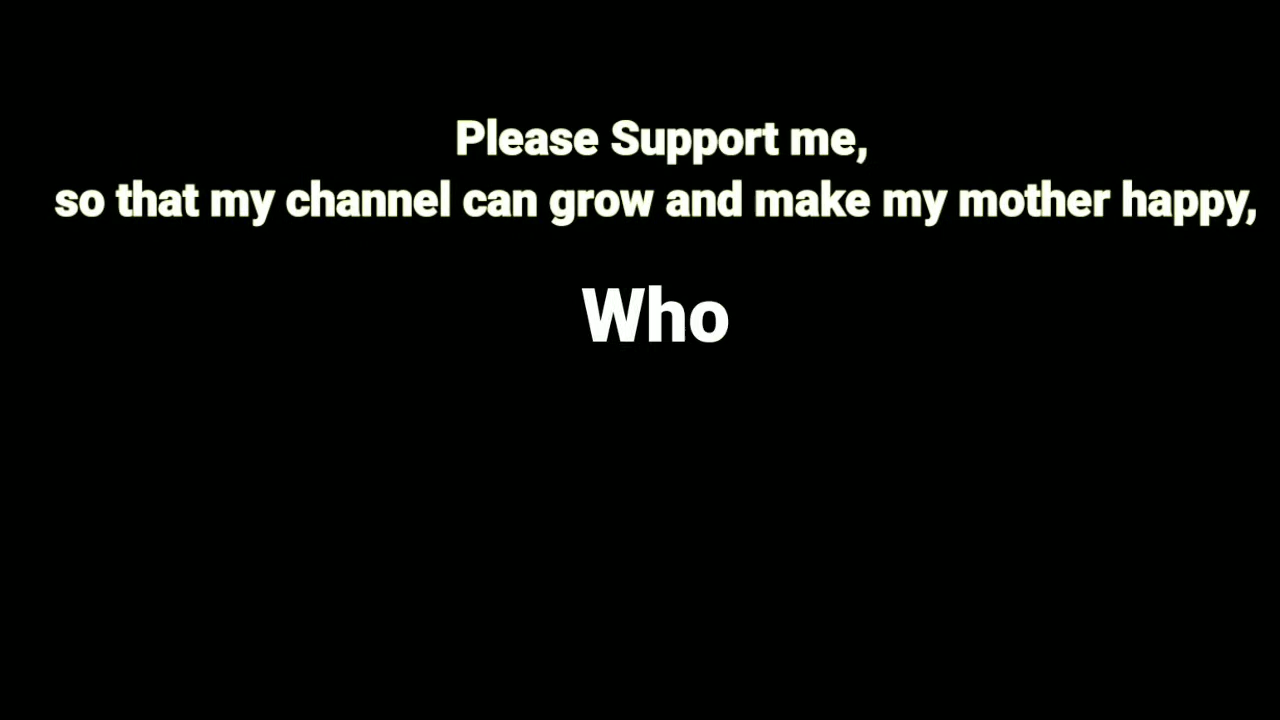 Please Support me,
so that my channel can grow and make my mother happy,
Who